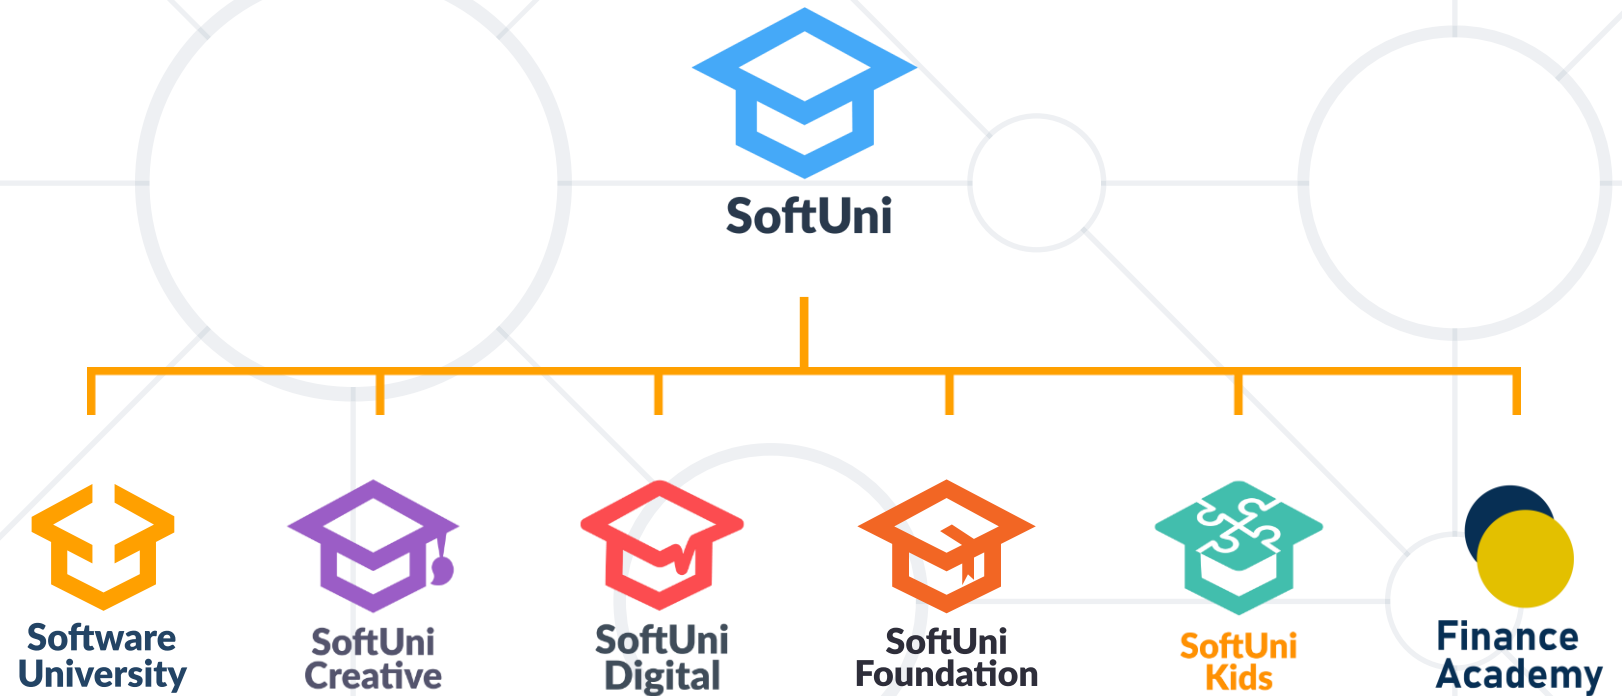 SoftUni
Software
University
SoftUni
Creative
SoftUni
Digital
SoftUni
Foundation
SoftUni
Kids
Finance
Academy